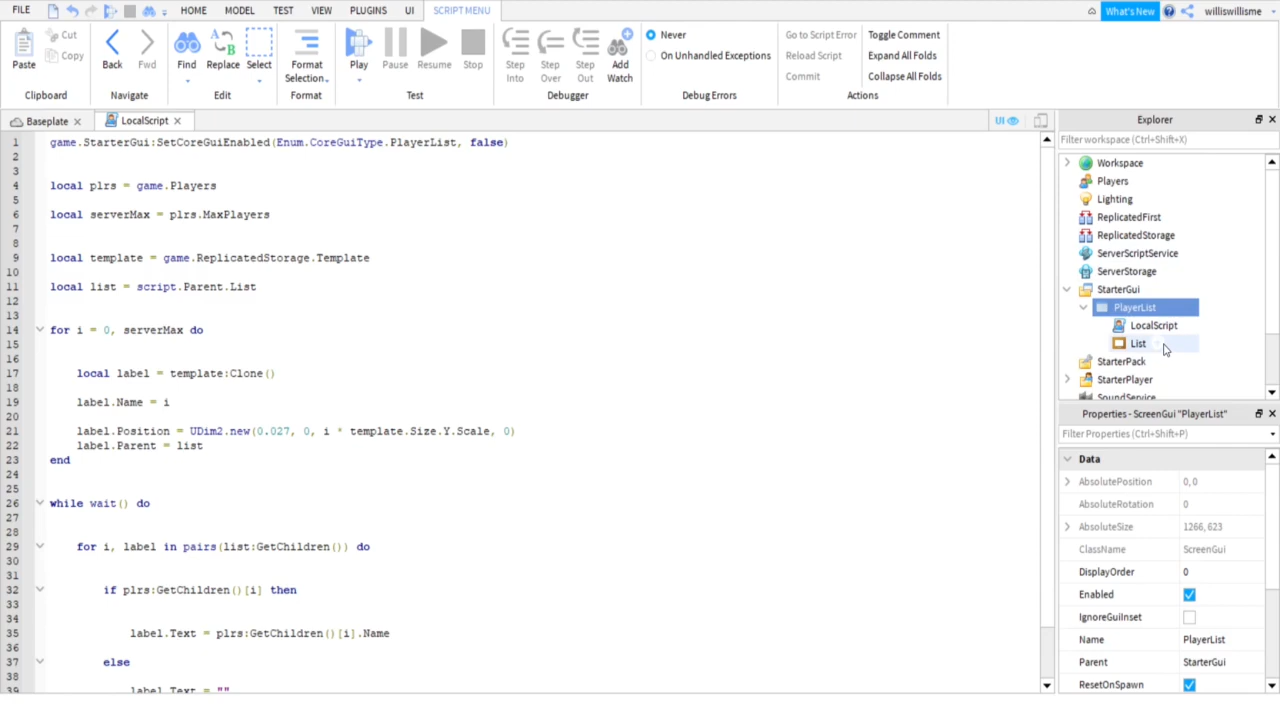 FILE HOME MODEL TEST VIEW PLUGINS UI SCRIPT MENU What's New williswillisme
Paste Cut Copy Back Fwd Find Replace Select Format Selection Play Pause Resume Stop Step Into Step Over Step Out Add Watch Never On Unhandled Exceptions Go to Script Error Reload Script Commit Toggle Comment Expand All Folds Collapse All Folds
Clipboard Navigate Edit Format Test Debugger Debug Errors Actions
Baseplate LocalScript UI
1 game.StarterGui:SetCoreGuiEnabled(Enum.CoreGuiType.PlayerList, false)
2
3
4 local plrs = game.Players
5
6 local serverMax = plrs.MaxPlayers
7
8
9 local template = game.ReplicatedStorage.Template
10
11 local list = script.Parent.List
12
13
14 for i = 0, serverMax do
15
16
17 local label = template:Clone()
18
19 label.Name = i
20
21 label.Position = UDim2.new(0.027, 0, i * template.Size.Y.Scale, 0)
22 label.Parent = list
23 end
24
25
26 while wait() do
27
28
29 for i, label in pairs(list:GetChildren()) do
30
31
32 if plrs:GetChildren()[i] then
33
34
35 label.Text = plrs:GetChildren()[i].Name
36
37 else
38
39 label.Text = ""
Explorer
Filter workspace (Ctrl+Shift+X)
Workspace
Players
Lighting
ReplicatedFirst
ReplicatedStorage
ServerScriptService
ServerStorage
StarterGui
PlayerList
LocalScript
List
StarterPack
StarterPlayer
SoundService
Properties - ScreenGui "PlayerList"
Filter Properties (Ctrl+Shift+P)
Data
AbsolutePosition 0, 0
AbsoluteRotation 0
AbsoluteSize 1266, 623
ClassName ScreenGui
DisplayOrder 0
Enabled
IgnoreGuiInset
Name PlayerList
Parent StarterGui
ResetOnSpawn